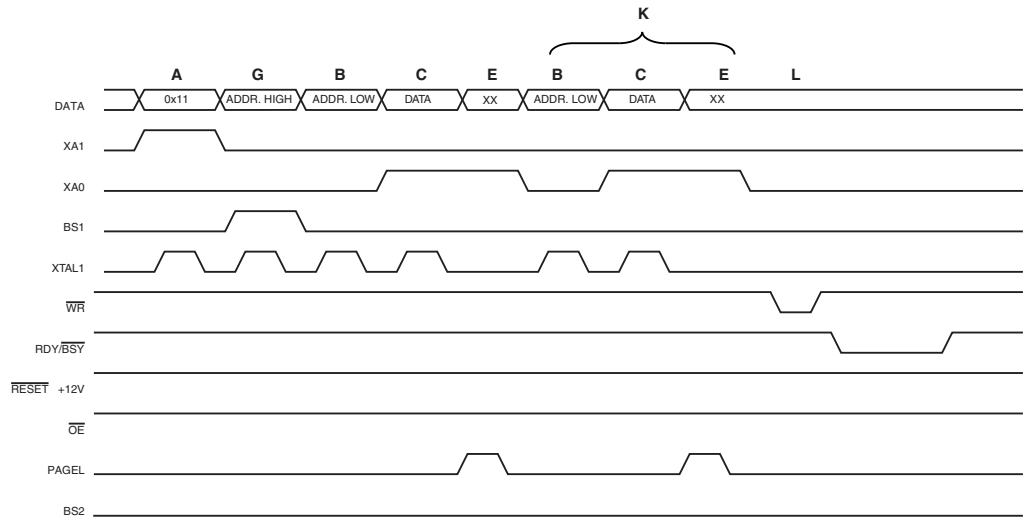 K
A G B C E B C E L
DATA 0x11 ADDR. HIGH ADDR. LOW DATA XX ADDR. LOW DATA XX
XA1
XA0
BS1
XTAL1
WR
RDY/BSY
RESET +12V
OE
PAGEL
BS2